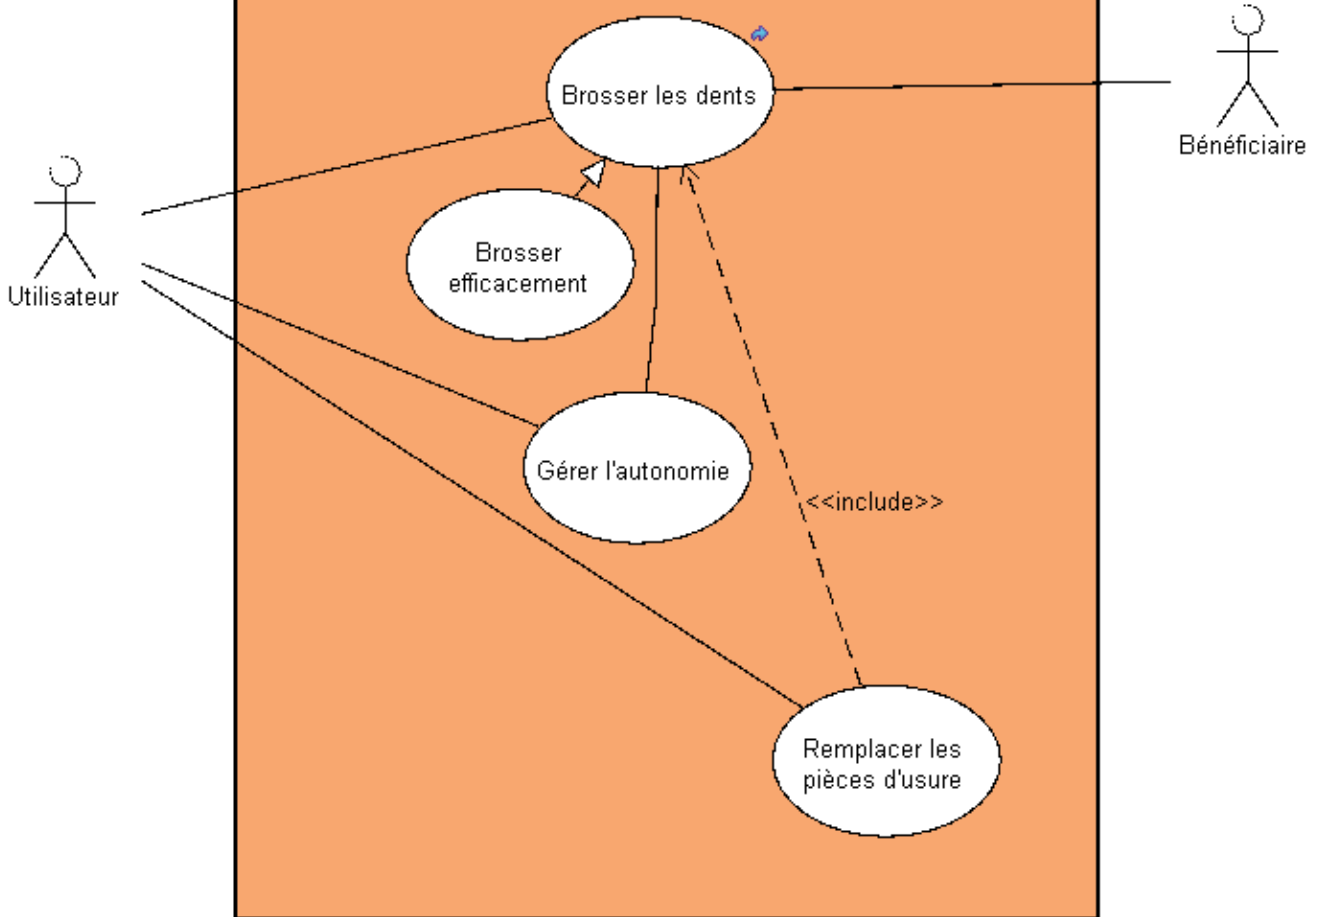 Brosser les dents
Bénéficiaire
Utilisateur
Brosser
efficacement
Gérer l'autonomie
<<include>>
Remplacer les
pièces d'usure